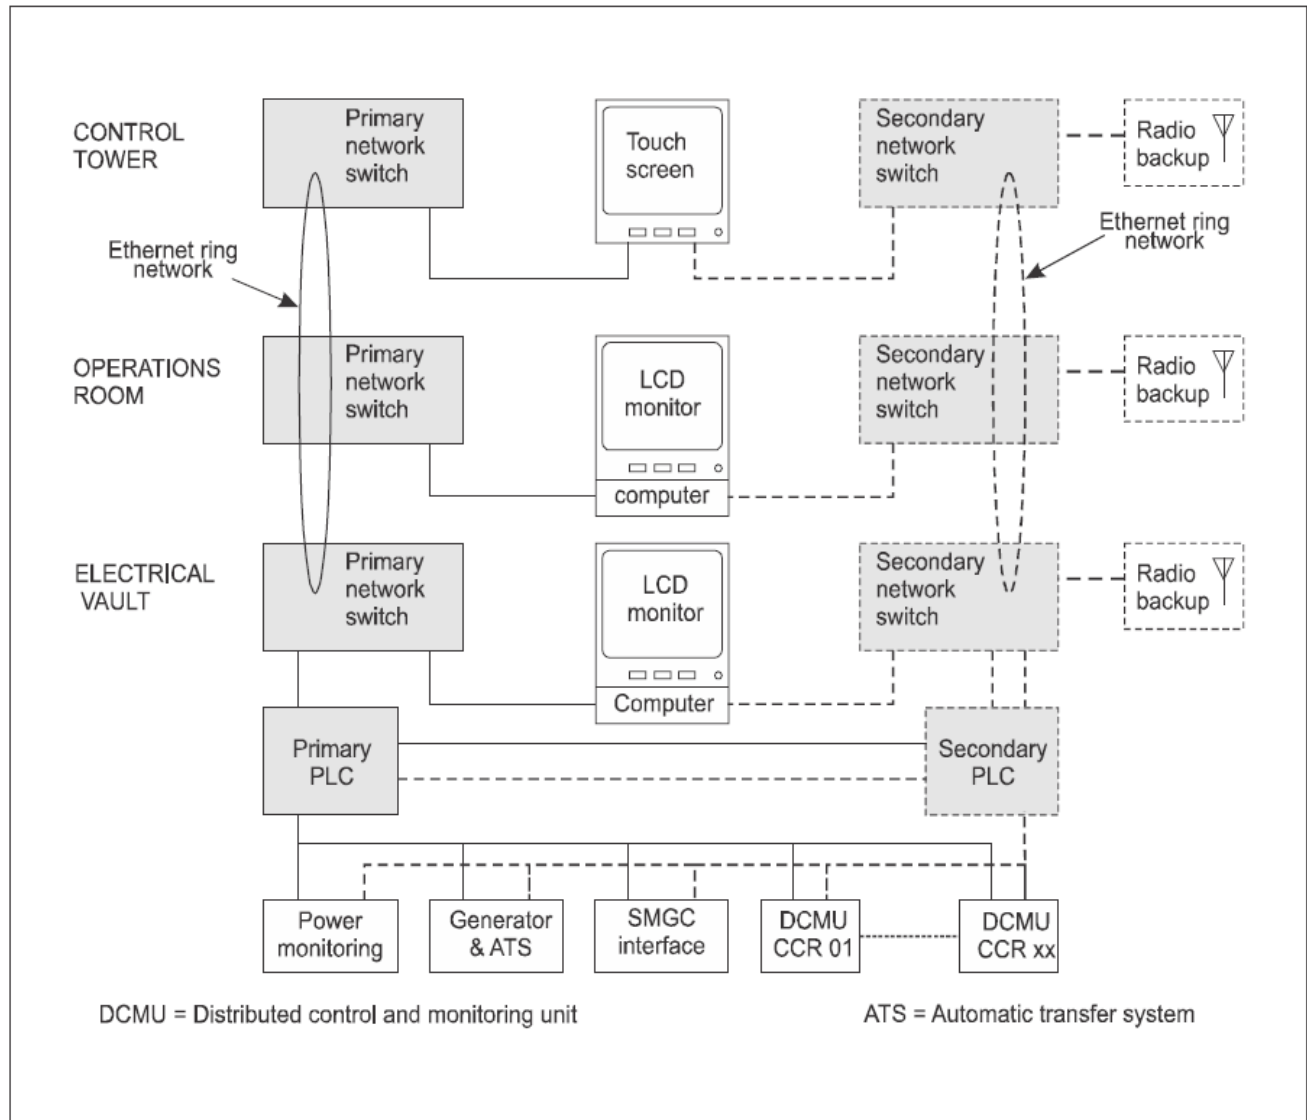 CONTROL
TOWER
Primary
network
switch
Touch
screen
Secondary
network
switch
Radio
backup
Ethernet ring
network
Ethernet ring
network
OPERATIONS
ROOM
Primary
network
switch
LCD
monitor
computer
Secondary
network
switch
Radio
backup
ELECTRICAL
VAULT
Primary
network
switch
LCD
monitor
Computer
Secondary
network
switch
Radio
backup
Primary
PLC
Secondary
PLC
Power
monitoring
Generator
& ATS
SMGC
interface
DCMU
CCR 01
DCMU
CCR xx
DCMU = Distributed control and monitoring unit
ATS = Automatic transfer system